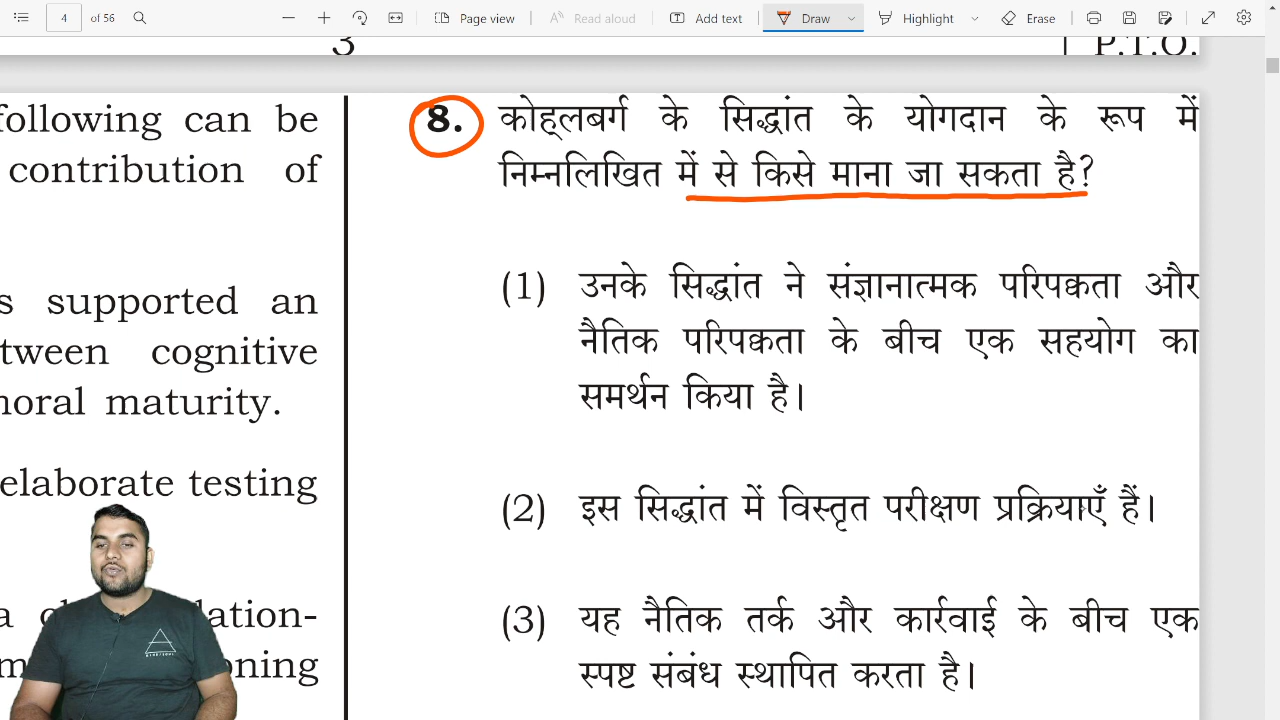 4 of 56 Page view Read aloud Add text Draw Highlight Erase
3 P.T.O.
following can be
contribution of
s supported an
tween cognitive
moral maturity.
elaborate testing
lation-
oning
8. कोह्लबर्ग के सिद्धांत के योगदान के रूप में
निम्नलिखित में से किसे माना जा सकता है?
(1) उनके सिद्धांत ने संज्ञानात्मक परिपक्वता और
नैतिक परिपक्वता के बीच एक सहयोग का
समर्थन किया है।
(2) इस सिद्धांत में विस्तृत परीक्षण प्रक्रियाएँ हैं।
(3) यह नैतिक तर्क और कार्रवाई के बीच एक
स्पष्ट संबंध स्थापित करता है।